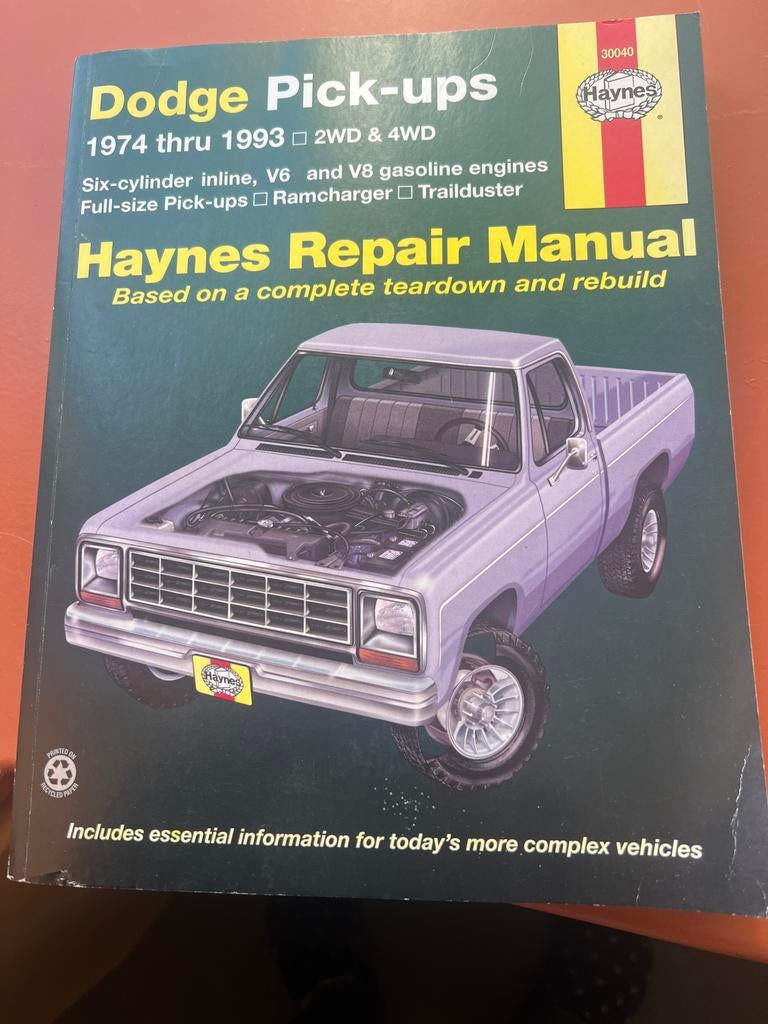 30040
Haynes
®
Dodge Pick-ups
1974 thru 1993 □ 2WD & 4WD
Six-cylinder inline, V6 and V8 gasoline engines
Full-size Pick-ups □ Ramcharger □ Trailduster
Haynes Repair Manual
Based on a complete teardown and rebuild
Haynes
PRINTED ON
RECYCLED PAPER
Includes essential information for today's more complex vehicles